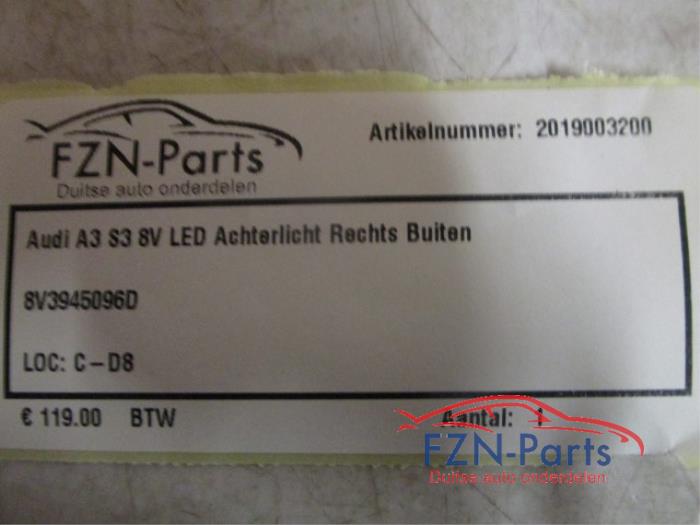 FZN-Parts
Duitse auto onderdelen
Artikelnummer: 2019003200
Audi A3 S3 8V LED Achterlicht Rechts Buiten
8V3945096D
LOC: C-D8
€ 119.00 BTW Aantal: 1
FZN-Parts
Duitse auto onderdelen